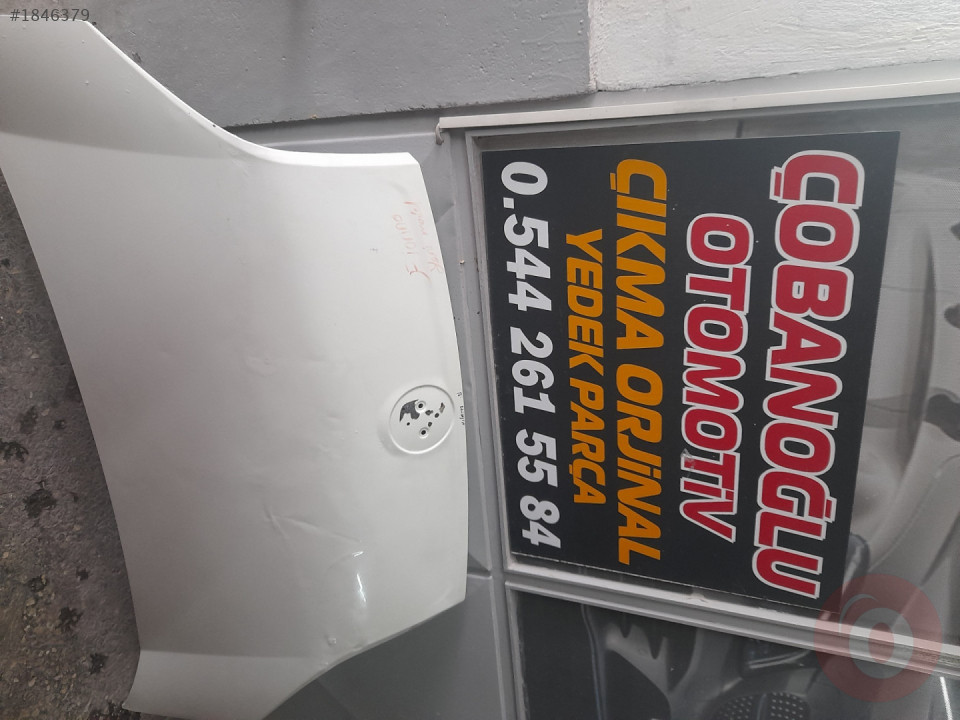 #1846379
ÇOBANOĞLU
OTOMOTİV
ÇIKMA ORJİNAL
YEDEK PARÇA
0.544 261 55 84